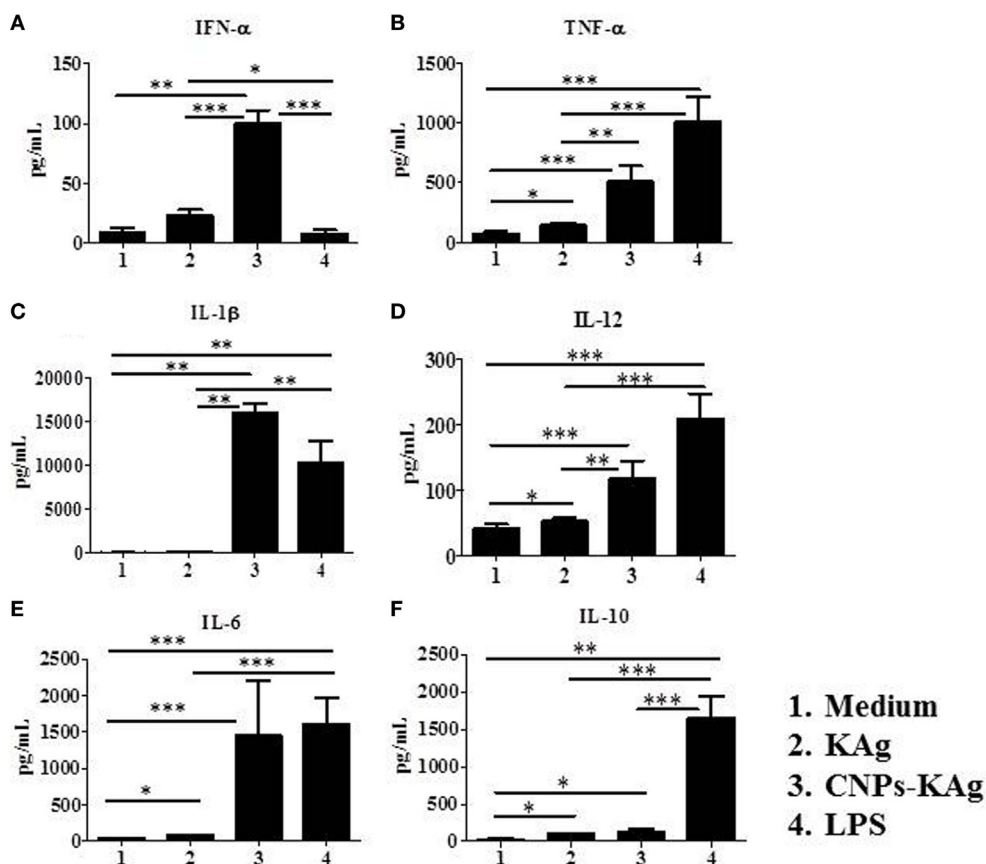 A
IFN-α
pg/mL
150
100
50
0
**
*
***
***
1 2 3 4
B
TNF-α
pg/mL
1500
1000
500
0
***
***
**
***
*
1 2 3 4
C
IL-1β
pg/mL
20000
15000
10000
5000
0
**
**
**
**
1 2 3 4
D
IL-12
pg/mL
300
200
100
0
***
***
***
**
*
1 2 3 4
E
IL-6
pg/mL
2500
2000
1500
1000
500
0
***
***
***
*
1 2 3 4
F
IL-10
pg/mL
2500
2000
1500
1000
500
0
**
***
***
*
*
1 2 3 4
1. Medium
2. KAg
3. CNPs-KAg
4. LPS